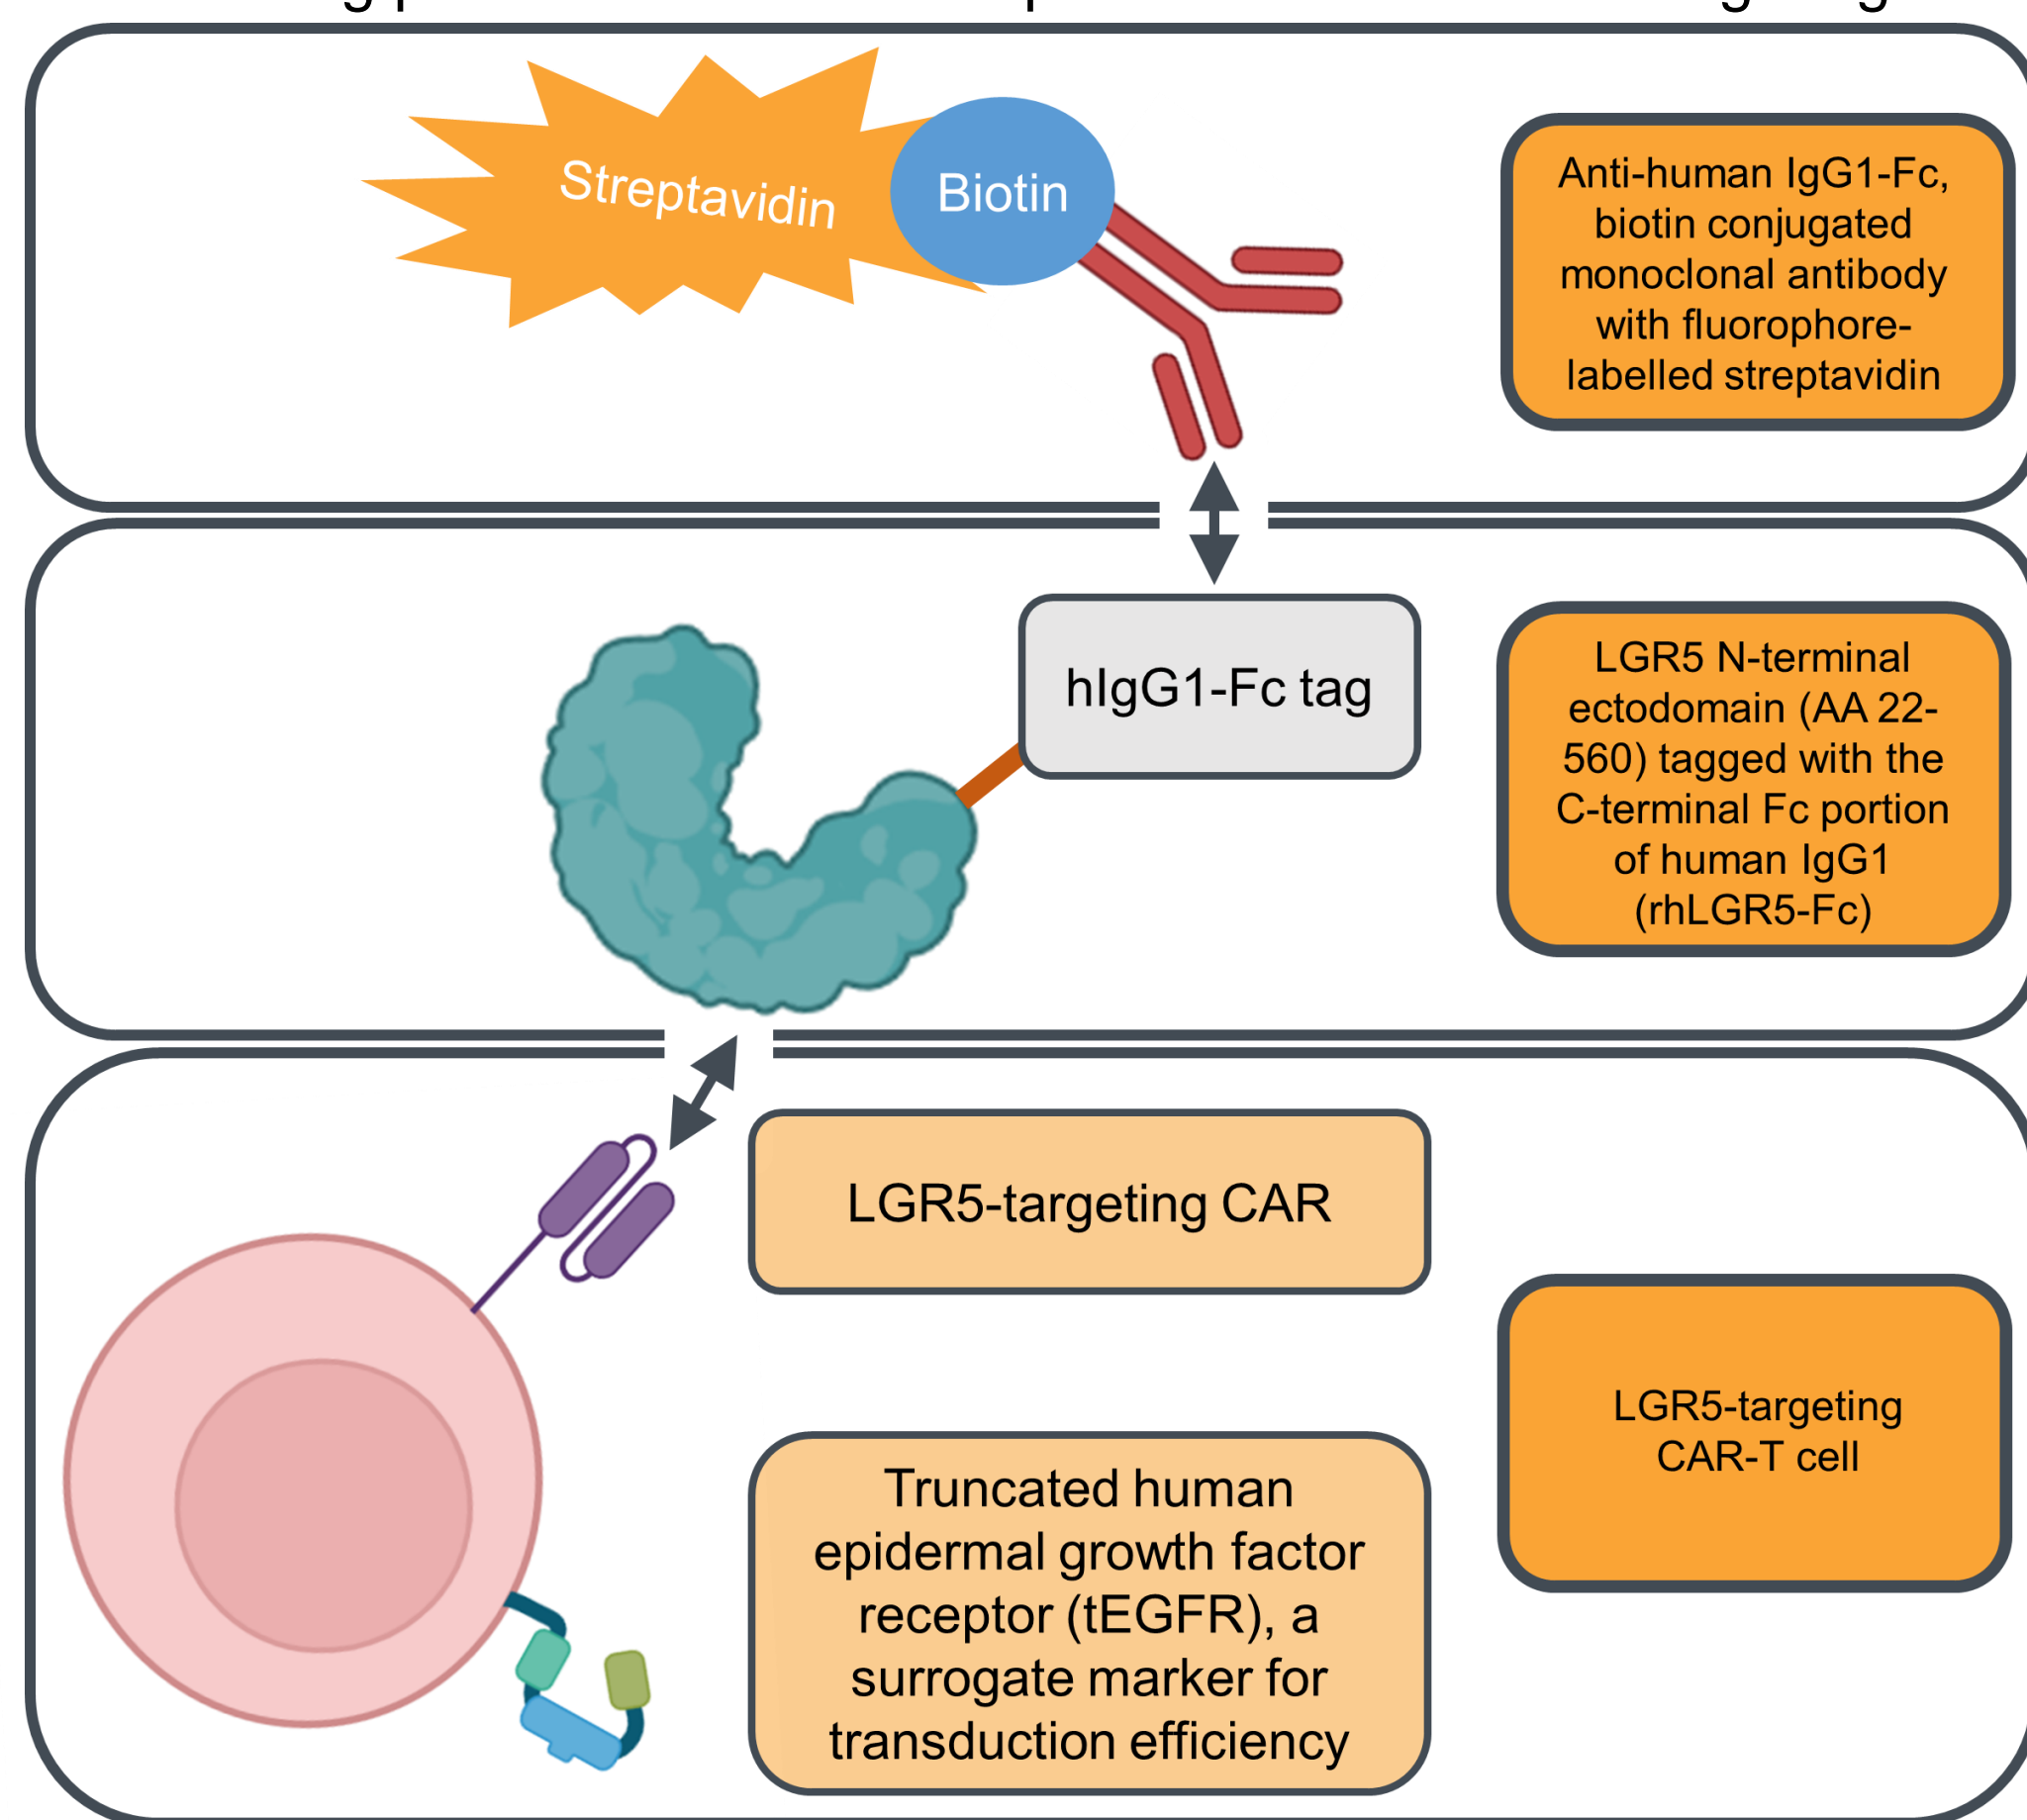 Streptavidin
Biotin
Anti-human IgG1-Fc,
biotin conjugated
monoclonal antibody
with fluorophore-
labelled streptavidin
hIgG1-Fc tag
LGR5 N-terminal
ectodomain (AA 22-
560) tagged with the
C-terminal Fc portion
of human IgG1
(rhLGR5-Fc)
LGR5-targeting CAR
LGR5-targeting
CAR-T cell
Truncated human
epidermal growth factor
receptor (tEGFR), a
surrogate marker for
transduction efficiency